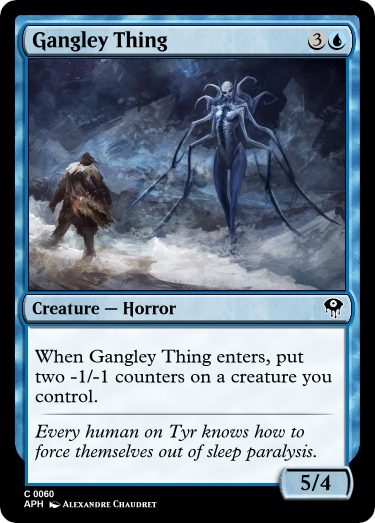 Gangley Thing 3
Creature — Horror
When Gangley Thing enters, put
two -1/-1 counters on a creature you
control.
Every human on Tyr knows how to
force themselves out of sleep paralysis.
5/4
C 0060
APH Alexandre Chaudret